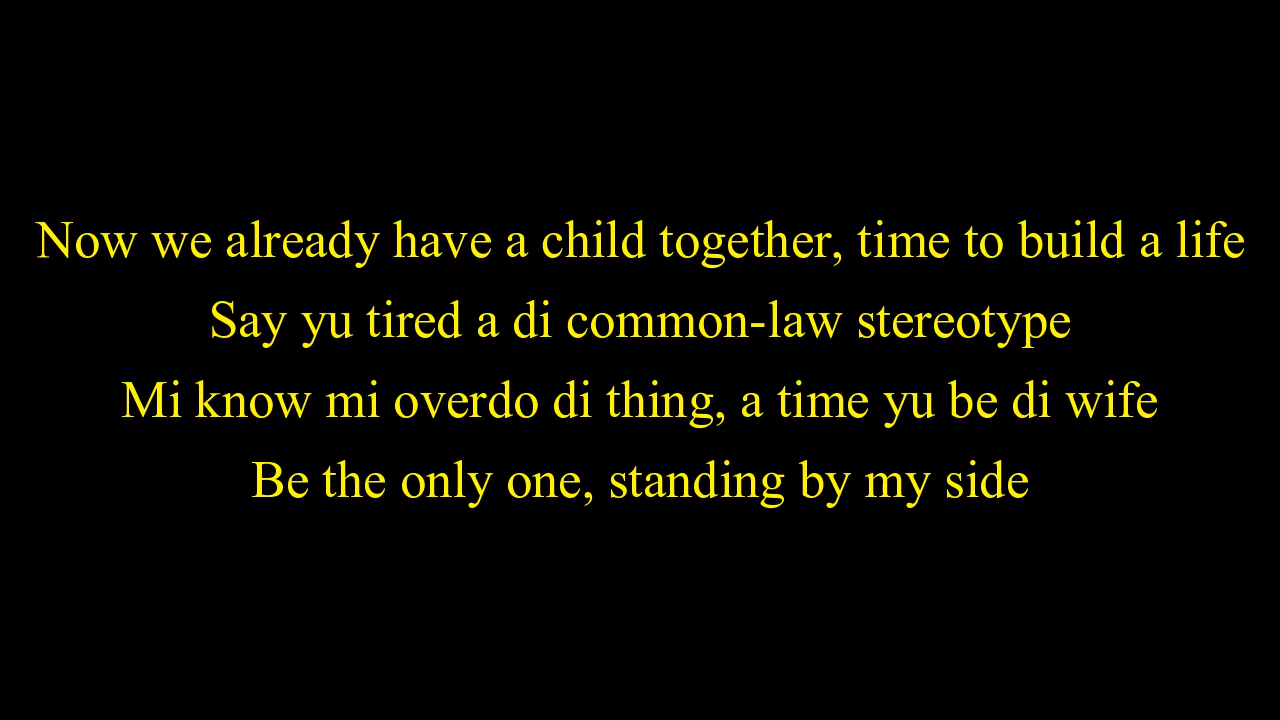 Now we already have a child together, time to build a life
Say yu tired a di common-law stereotype
Mi know mi overdo di thing, a time yu be di wife
Be the only one, standing by my side